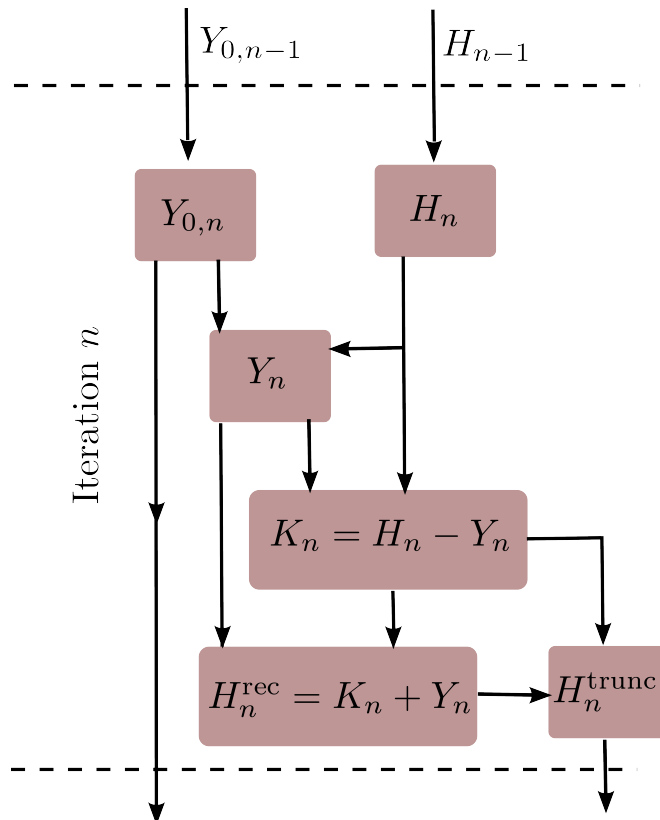 Y_{0,n−1}
H_{n−1}
Y_{0,n}
H_n
Iteration n
Y_n
K_n = H_n − Y_n
H_n^{rec} = K_n + Y_n
H_n^{trunc}